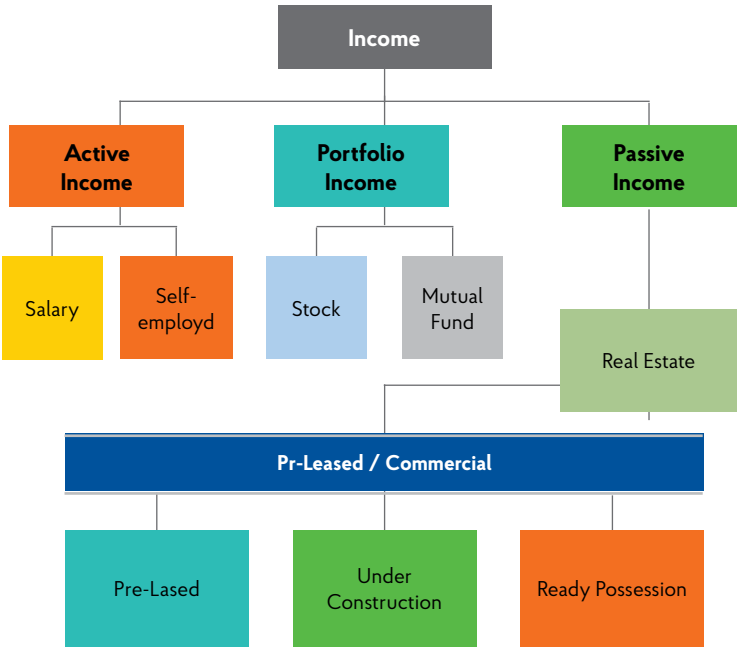 Income
Active
Income
Portfolio
Income
Passive
Income
Salary
Self-
employd
Stock
Mutual
Fund
Real Estate
Pr-Leased / Commercial
Pre-Lased
Under
Construction
Ready Possession